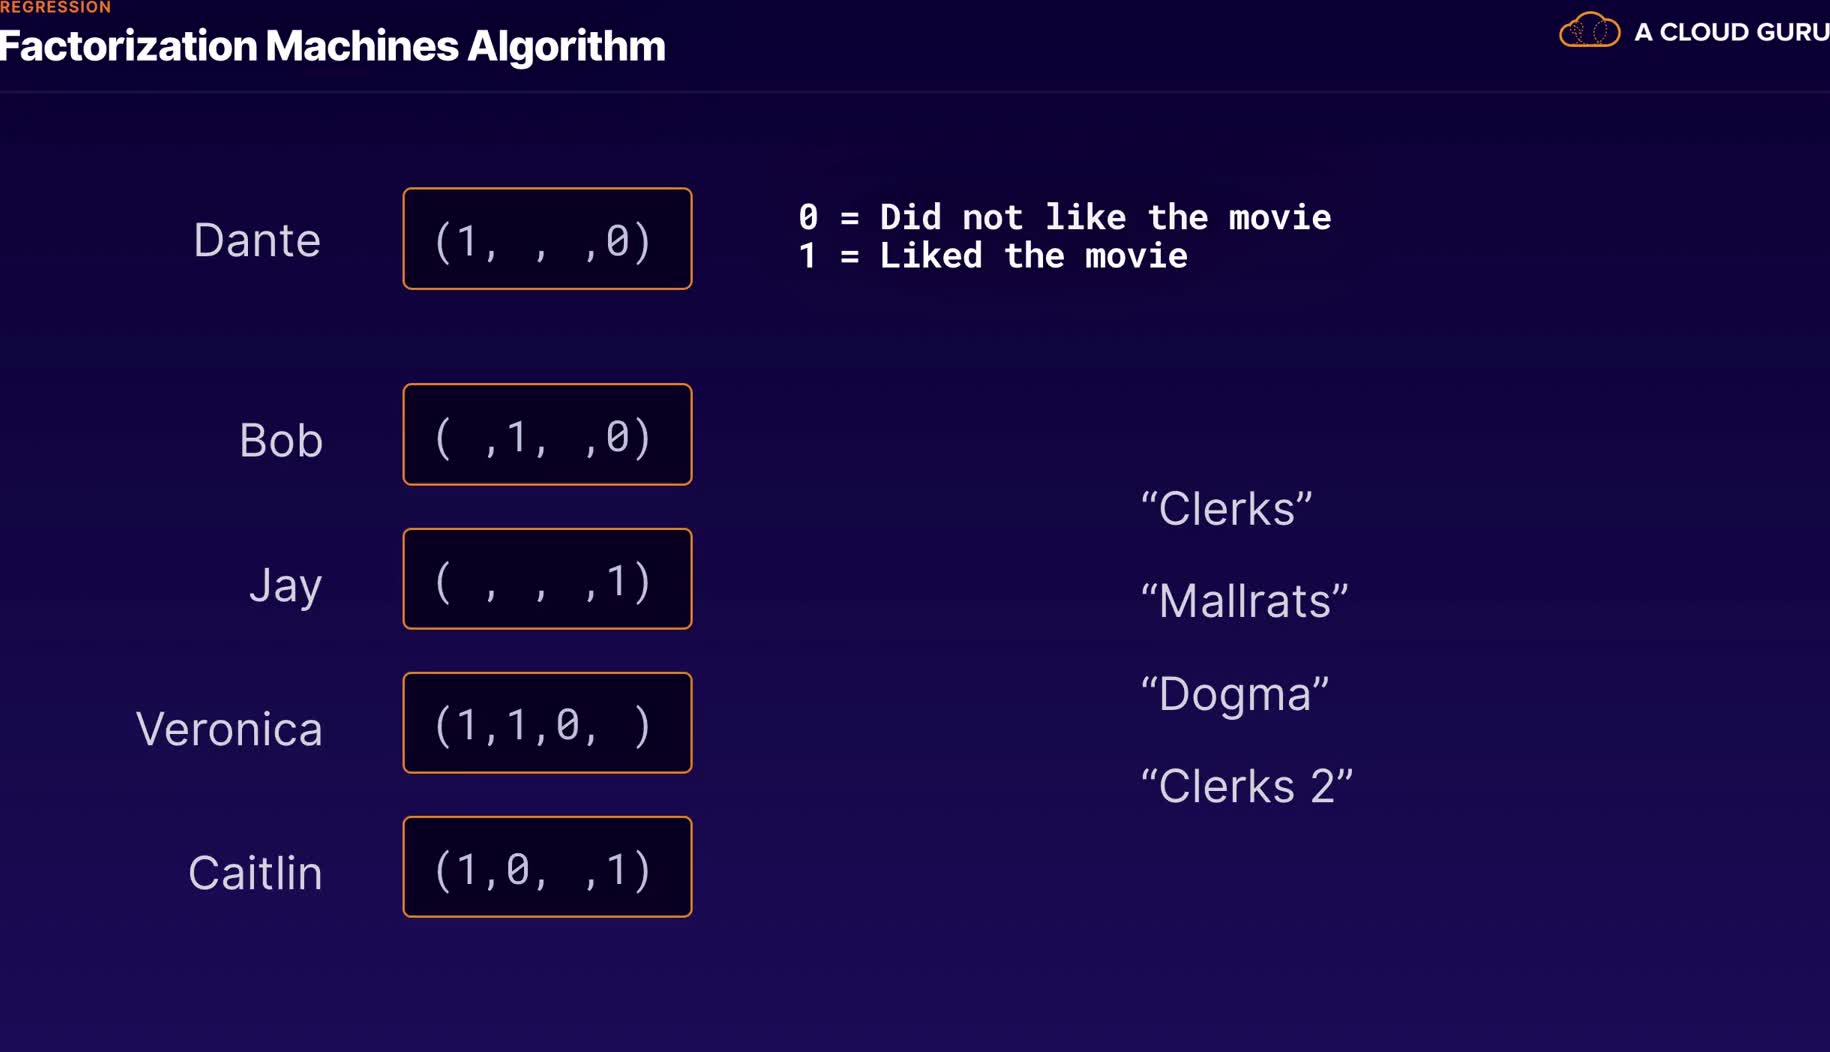 REGRESSION
Factorization Machines Algorithm
A CLOUD GURU
Dante
(1, , ,0)
0 = Did not like the movie
1 = Liked the movie
Bob
( ,1, ,0)
Jay
( , , ,1)
Veronica
(1,1,0, )
Caitlin
(1,0, ,1)
“Clerks”
“Mallrats”
“Dogma”
“Clerks 2”